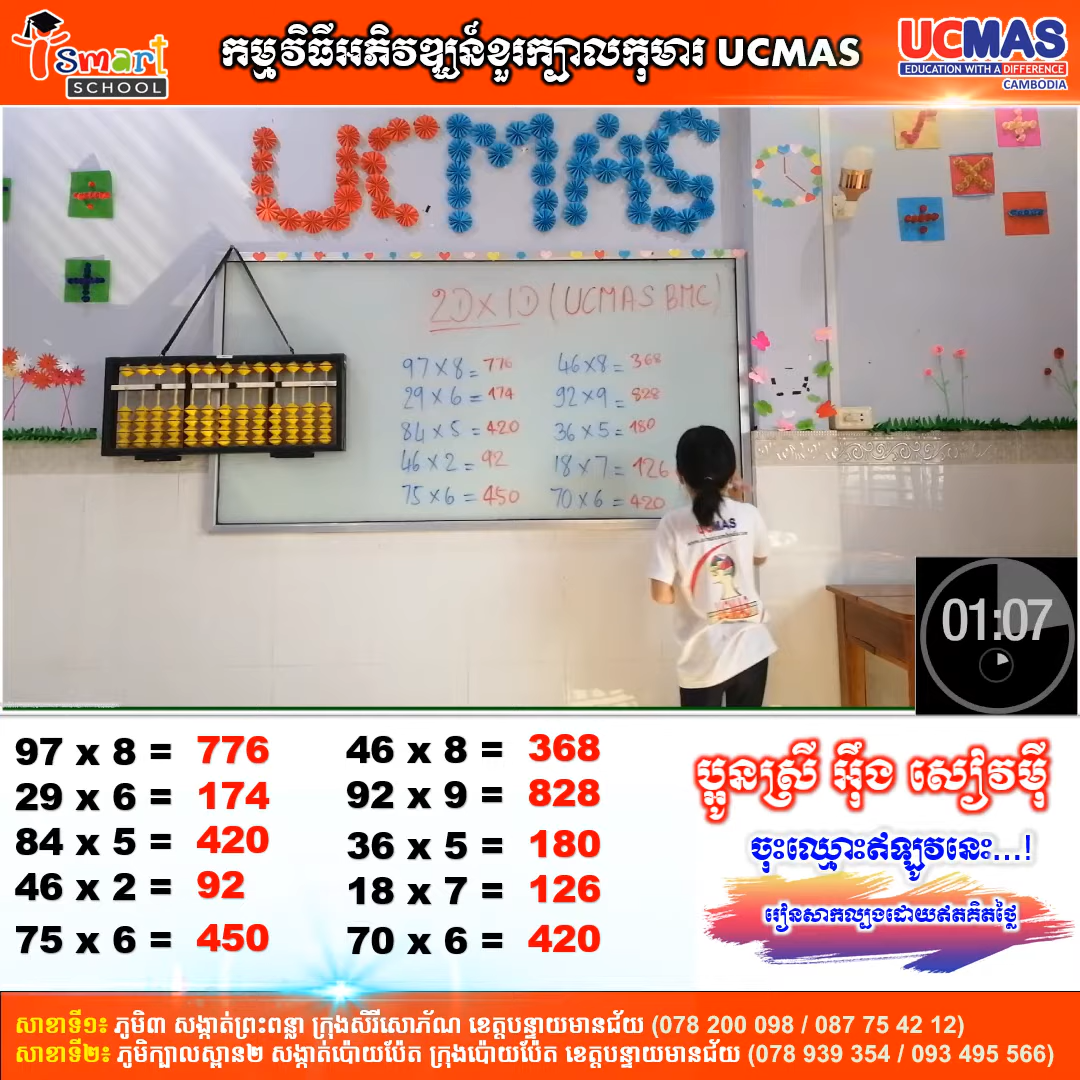 Smart
SCHOOL
កម្មវិធីអភិវឌ្ឍន៍ខួរក្បាលកុមារ UCMAS
UCMAS
EDUCATION WITH A DIFFERENCE
CAMBODIA
UCMAS
2D x 1D (UCMAS BMC)
97 x 8 = 776
46 x 8 = 368
29 x 6 = 174
92 x 9 = 828
84 x 5 = 420
36 x 5 = 180
46 x 2 = 92
18 x 7 = 126
75 x 6 = 450
70 x 6 = 420
UCMAS
UCMAS
01:07
97 x 8 = 776
29 x 6 = 174
84 x 5 = 420
46 x 2 = 92
75 x 6 = 450
46 x 8 = 368
92 x 9 = 828
36 x 5 = 180
18 x 7 = 126
70 x 6 = 420
ប្អូនស្រី អ៊ឹង សៀវម៉ី
ចុះឈ្មោះឥឡូវនេះ...!
រៀនសាកល្បងដោយឥតគិតថ្លៃ
សាខាទី១៖ ភូមិ៣ សង្កាត់ព្រះពន្លា ក្រុងសិរីសោភ័ណ ខេត្តបន្ទាយមានជ័យ (078 200 098 / 087 75 42 12)
សាខាទី២៖ ភូមិក្បាលស្ពាន២ សង្កាត់ប៉ោយប៉ែត ក្រុងប៉ោយប៉ែត ខេត្តបន្ទាយមានជ័យ (078 939 354 / 093 495 566)